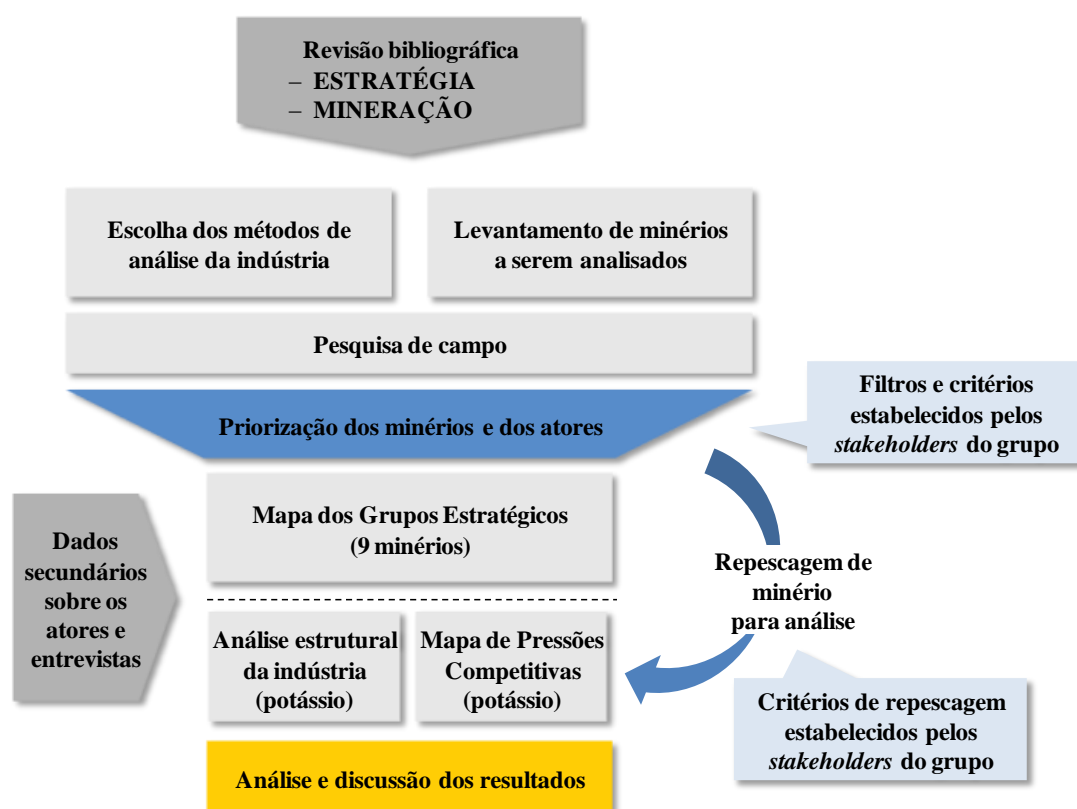 Revisão bibliográfica
– ESTRATÉGIA
– MINERAÇÃO
Escolha dos métodos de
análise da indústria
Levantamento de minérios
a serem analisados
Pesquisa de campo
Priorização dos minérios e dos atores
Filtros e critérios
estabelecidos pelos
stakeholders do grupo
Mapa dos Grupos Estratégicos
(9 minérios)
Dados
secundários
sobre os
atores e
entrevistas
Repescagem de
minério
para análise
Análise estrutural
da indústria
(potássio)
Mapa de Pressões
Competitivas
(potássio)
Critérios de repescagem
estabelecidos pelos
stakeholders do grupo
Análise e discussão dos resultados